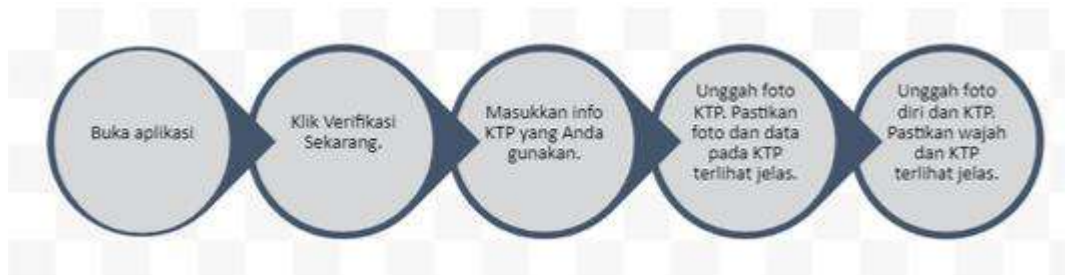 Buka aplikasi
Klik Verifikasi
Sekarang.
Masukkan info
KTP yang Anda
gunakan.
Unggah foto
KTP. Pastikan
foto dan data
pada KTP
terlihat jelas.
Unggah foto
diri dan KTP.
Pastikan wajah
dan KTP
terlihat jelas.